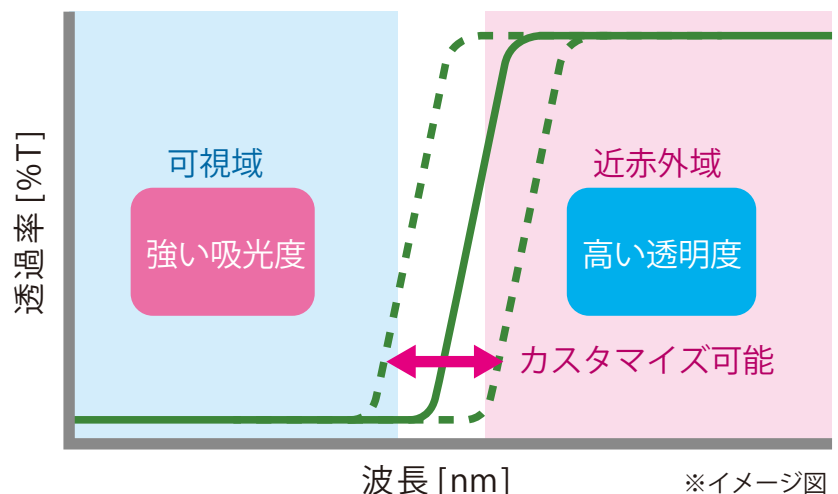 透過率 [%T]
可視域
強い吸光度
近赤外域
高い透明度
カスタマイズ可能
波長 [nm]
※イメージ図